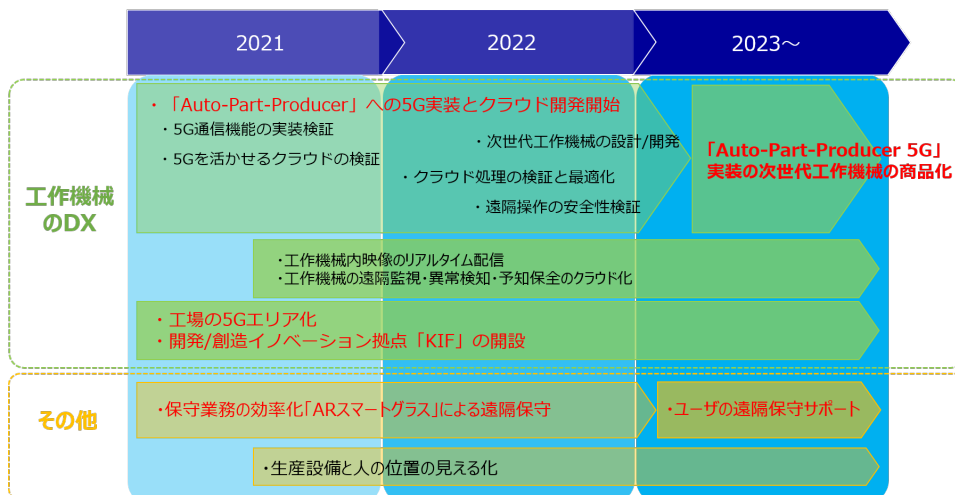 2021
2022
2023～
工作機械
のDX
・「Auto-Part-Producer」への5G実装とクラウド開発開始
・5G通信機能の実装検証
・5Gを活かせるクラウドの検証
・次世代工作機械の設計/開発
・クラウド処理の検証と最適化
・遠隔操作の安全性検証
「Auto-Part-Producer 5G」
実装の次世代工作機械の商品化
・工作機械内映像のリアルタイム配信
・工作機械の遠隔監視・異常検知・予知保全のクラウド化
・工場の5Gエリア化
・開発/創造イノベーション拠点「KIF」の開設
その他
・保守業務の効率化「ARスマートグラス」による遠隔保守
・ユーザの遠隔保守サポート
・生産設備と人の位置の見える化